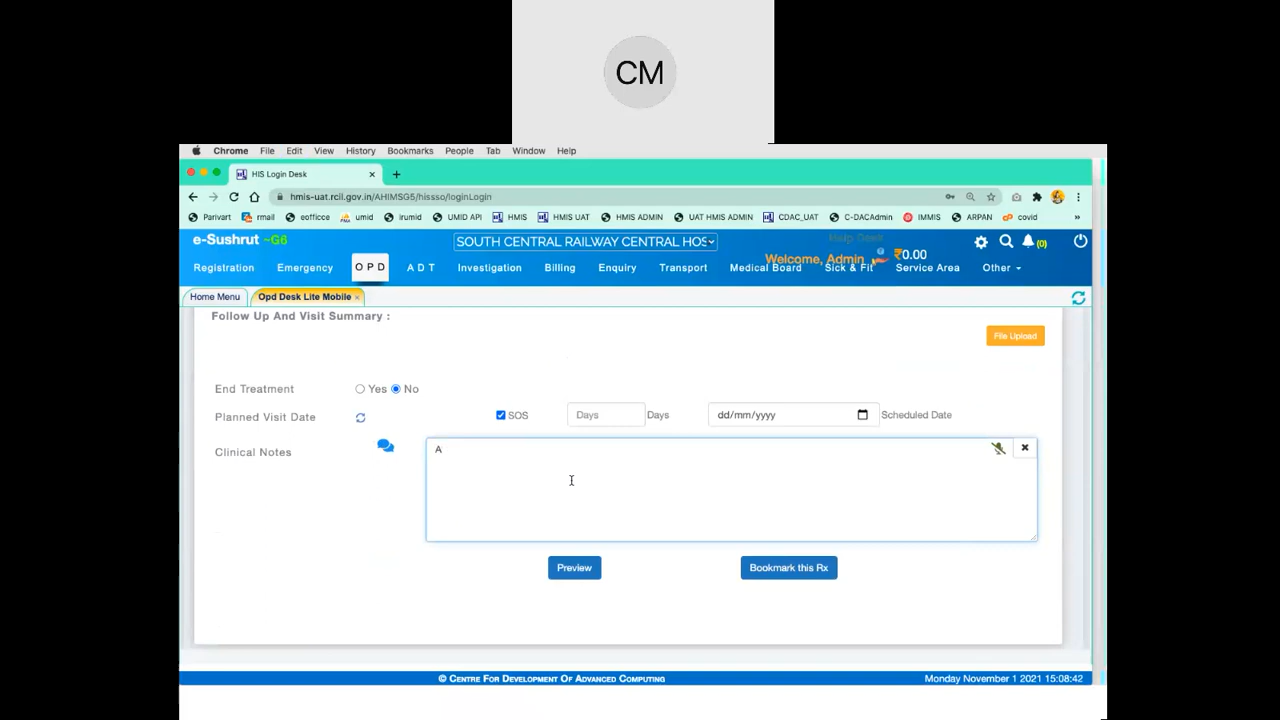 CM
Chrome File Edit View History Bookmarks People Tab Window Help
HIS Login Desk
hmis-uat.rcil.gov.in/AHIMSG5/hissso/loginLogin
Parivart rmail eofficce umid irumid UMID API HMIS HMIS UAT HMIS ADMIN UAT HMIS ADMIN CDAC_UAT C-DACAdmin IMMIS ARPAN covid »
e-Sushrut ~G6 SOUTH CENTRAL RAILWAY CENTRAL HOS Help Desk (0)
Welcome, Admin ₹0.00
Registration Emergency OPD ADT Investigation Billing Enquiry Transport Medical Board Sick & Fit Service Area Other
Home Menu Opd Desk Lite Mobile
Follow Up And Visit Summary :
File Upload
End Treatment Yes No
Planned Visit Date SOS Days Days dd/mm/yyyy Scheduled Date
Clinical Notes A
Preview Bookmark this Rx
© CENTRE FOR DEVELOPMENT OF ADVANCED COMPUTING Monday November 1 2021 15:08:42